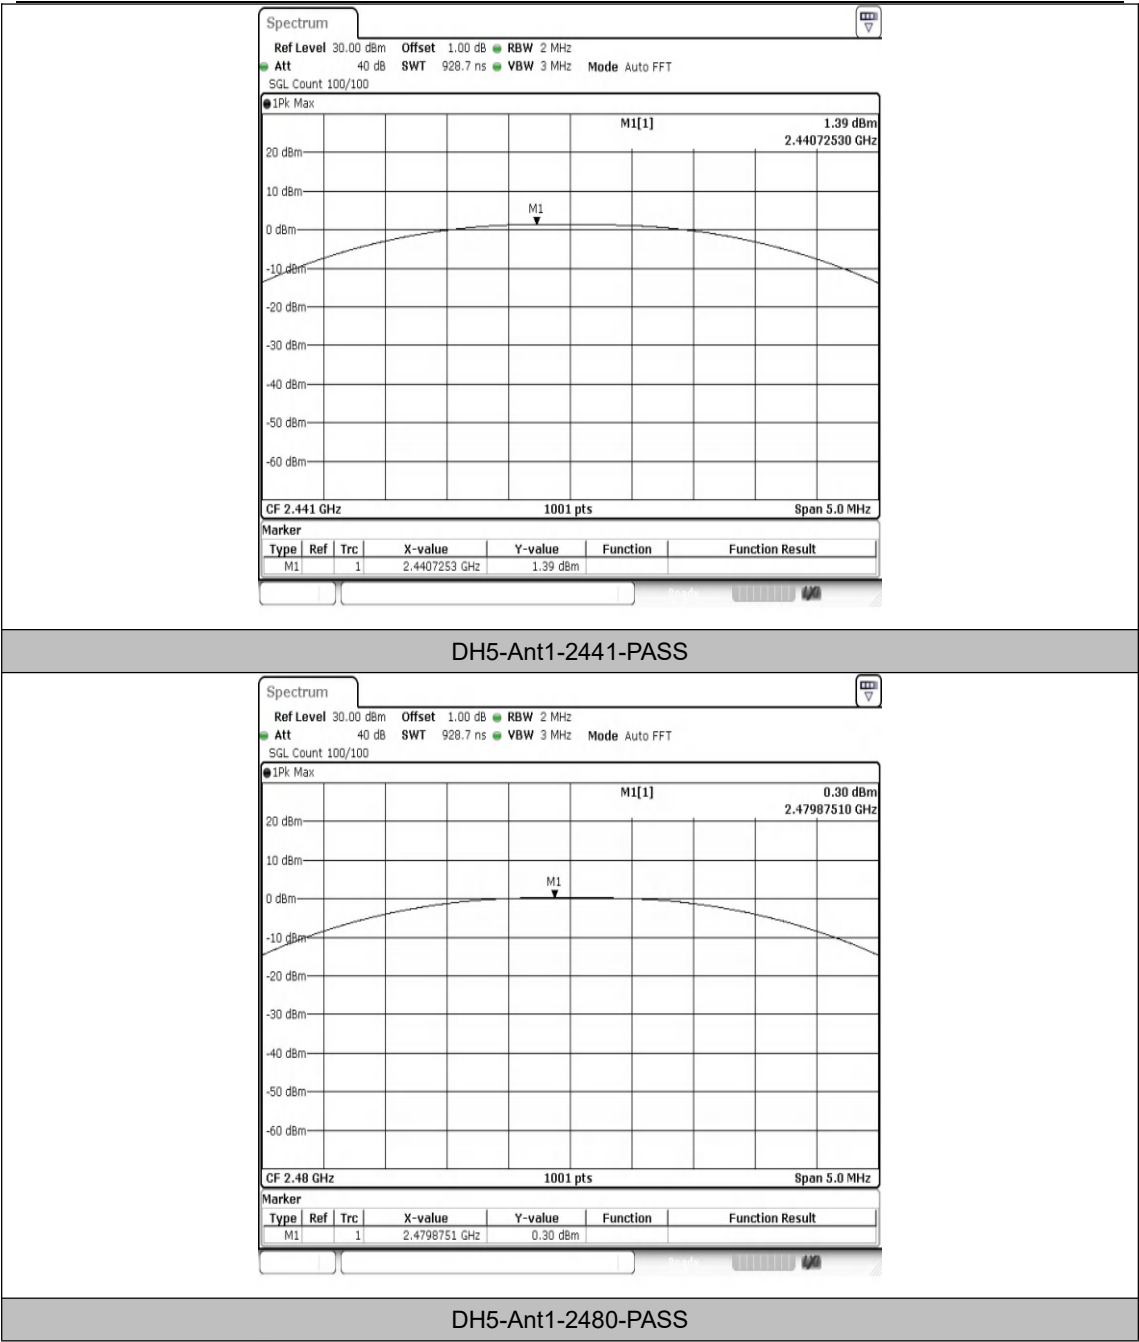 Spectrum
Ref Level 30.00 dBm Offset 1.00 dB RBW 2 MHz
Att 40 dB SWT 928.7 ns VBW 3 MHz Mode Auto FFT
SGL Count 100/100
1Pk Max
M1[1] 1.39 dBm
2.44072530 GHz
20 dBm
10 dBm
M1
0 dBm
-10 dBm
-20 dBm
-30 dBm
-40 dBm
-50 dBm
-60 dBm
CF 2.441 GHz 1001 pts Span 5.0 MHz
Marker
Type Ref Trc X-value Y-value Function Function Result
M1 1 2.4407253 GHz 1.39 dBm
DH5-Ant1-2441-PASS
Spectrum
Ref Level 30.00 dBm Offset 1.00 dB RBW 2 MHz
Att 40 dB SWT 928.7 ns VBW 3 MHz Mode Auto FFT
SGL Count 100/100
1Pk Max
M1[1] 0.30 dBm
2.47987510 GHz
20 dBm
10 dBm
M1
0 dBm
-10 dBm
-20 dBm
-30 dBm
-40 dBm
-50 dBm
-60 dBm
CF 2.48 GHz 1001 pts Span 5.0 MHz
Marker
Type Ref Trc X-value Y-value Function Function Result
M1 1 2.4798751 GHz 0.30 dBm
DH5-Ant1-2480-PASS